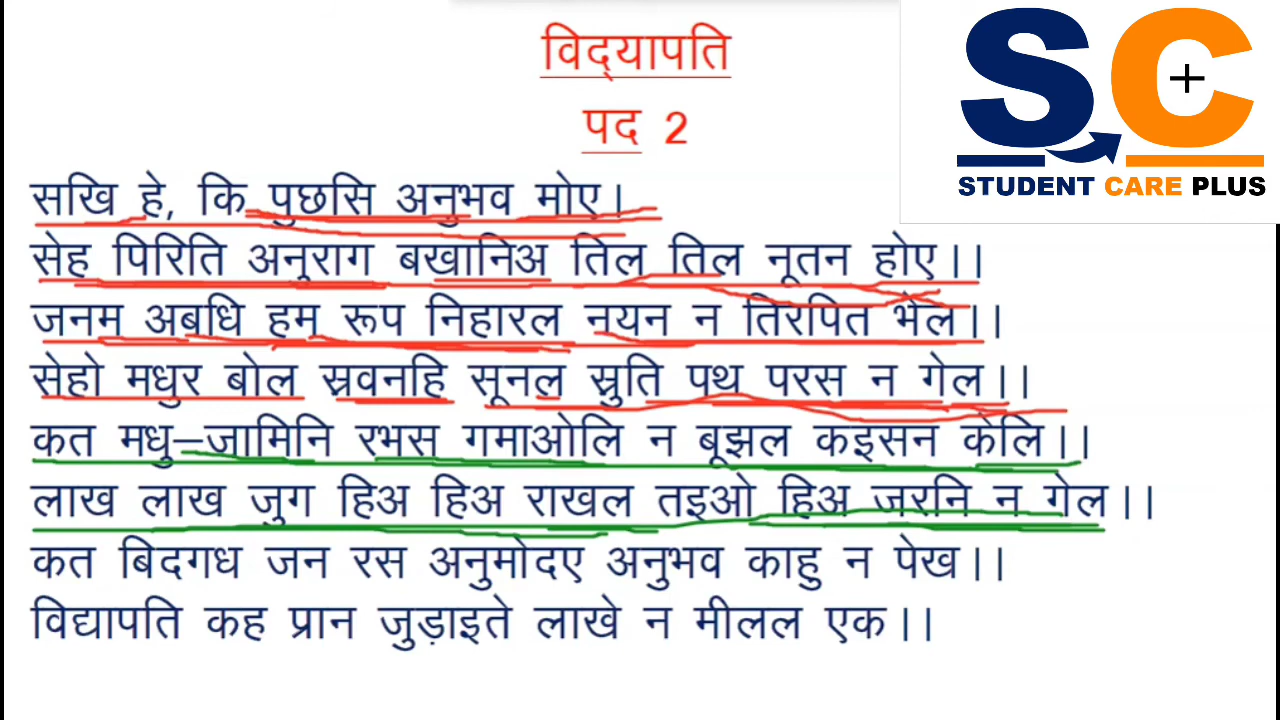 विद्‌यापति
पद 2
SC+
STUDENT CARE PLUS
सखि हे, कि पुछसि अनुभव मोए।
सेह पिरिति अनुराग बखानिअ तिल तिल नूतन होए।।
जनम अबधि हम रूप निहारल नयन न तिरपित भेल।।
सेहो मधुर बोल स्रवनहि सूनल स्रुति पथ परस न गेल।।
कत मधु–जामिनि रभस गमाओलि न बूझल कइसन केलि।।
लाख लाख जुग हिअ हिअ राखल तइओ हिअ जरनि न गेल।।
कत बिदगध जन रस अनुमोदए अनुभव काहु न पेख।।
विद्यापति कह प्रान जुड़ाइते लाखे न मीलल एक।।